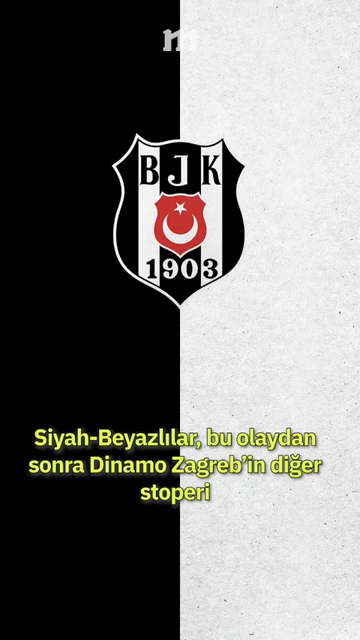 m
BJK
1903
Siyah-Beyazlılar, bu olaydan
sonra Dinamo Zagreb'in diğer
stoperi